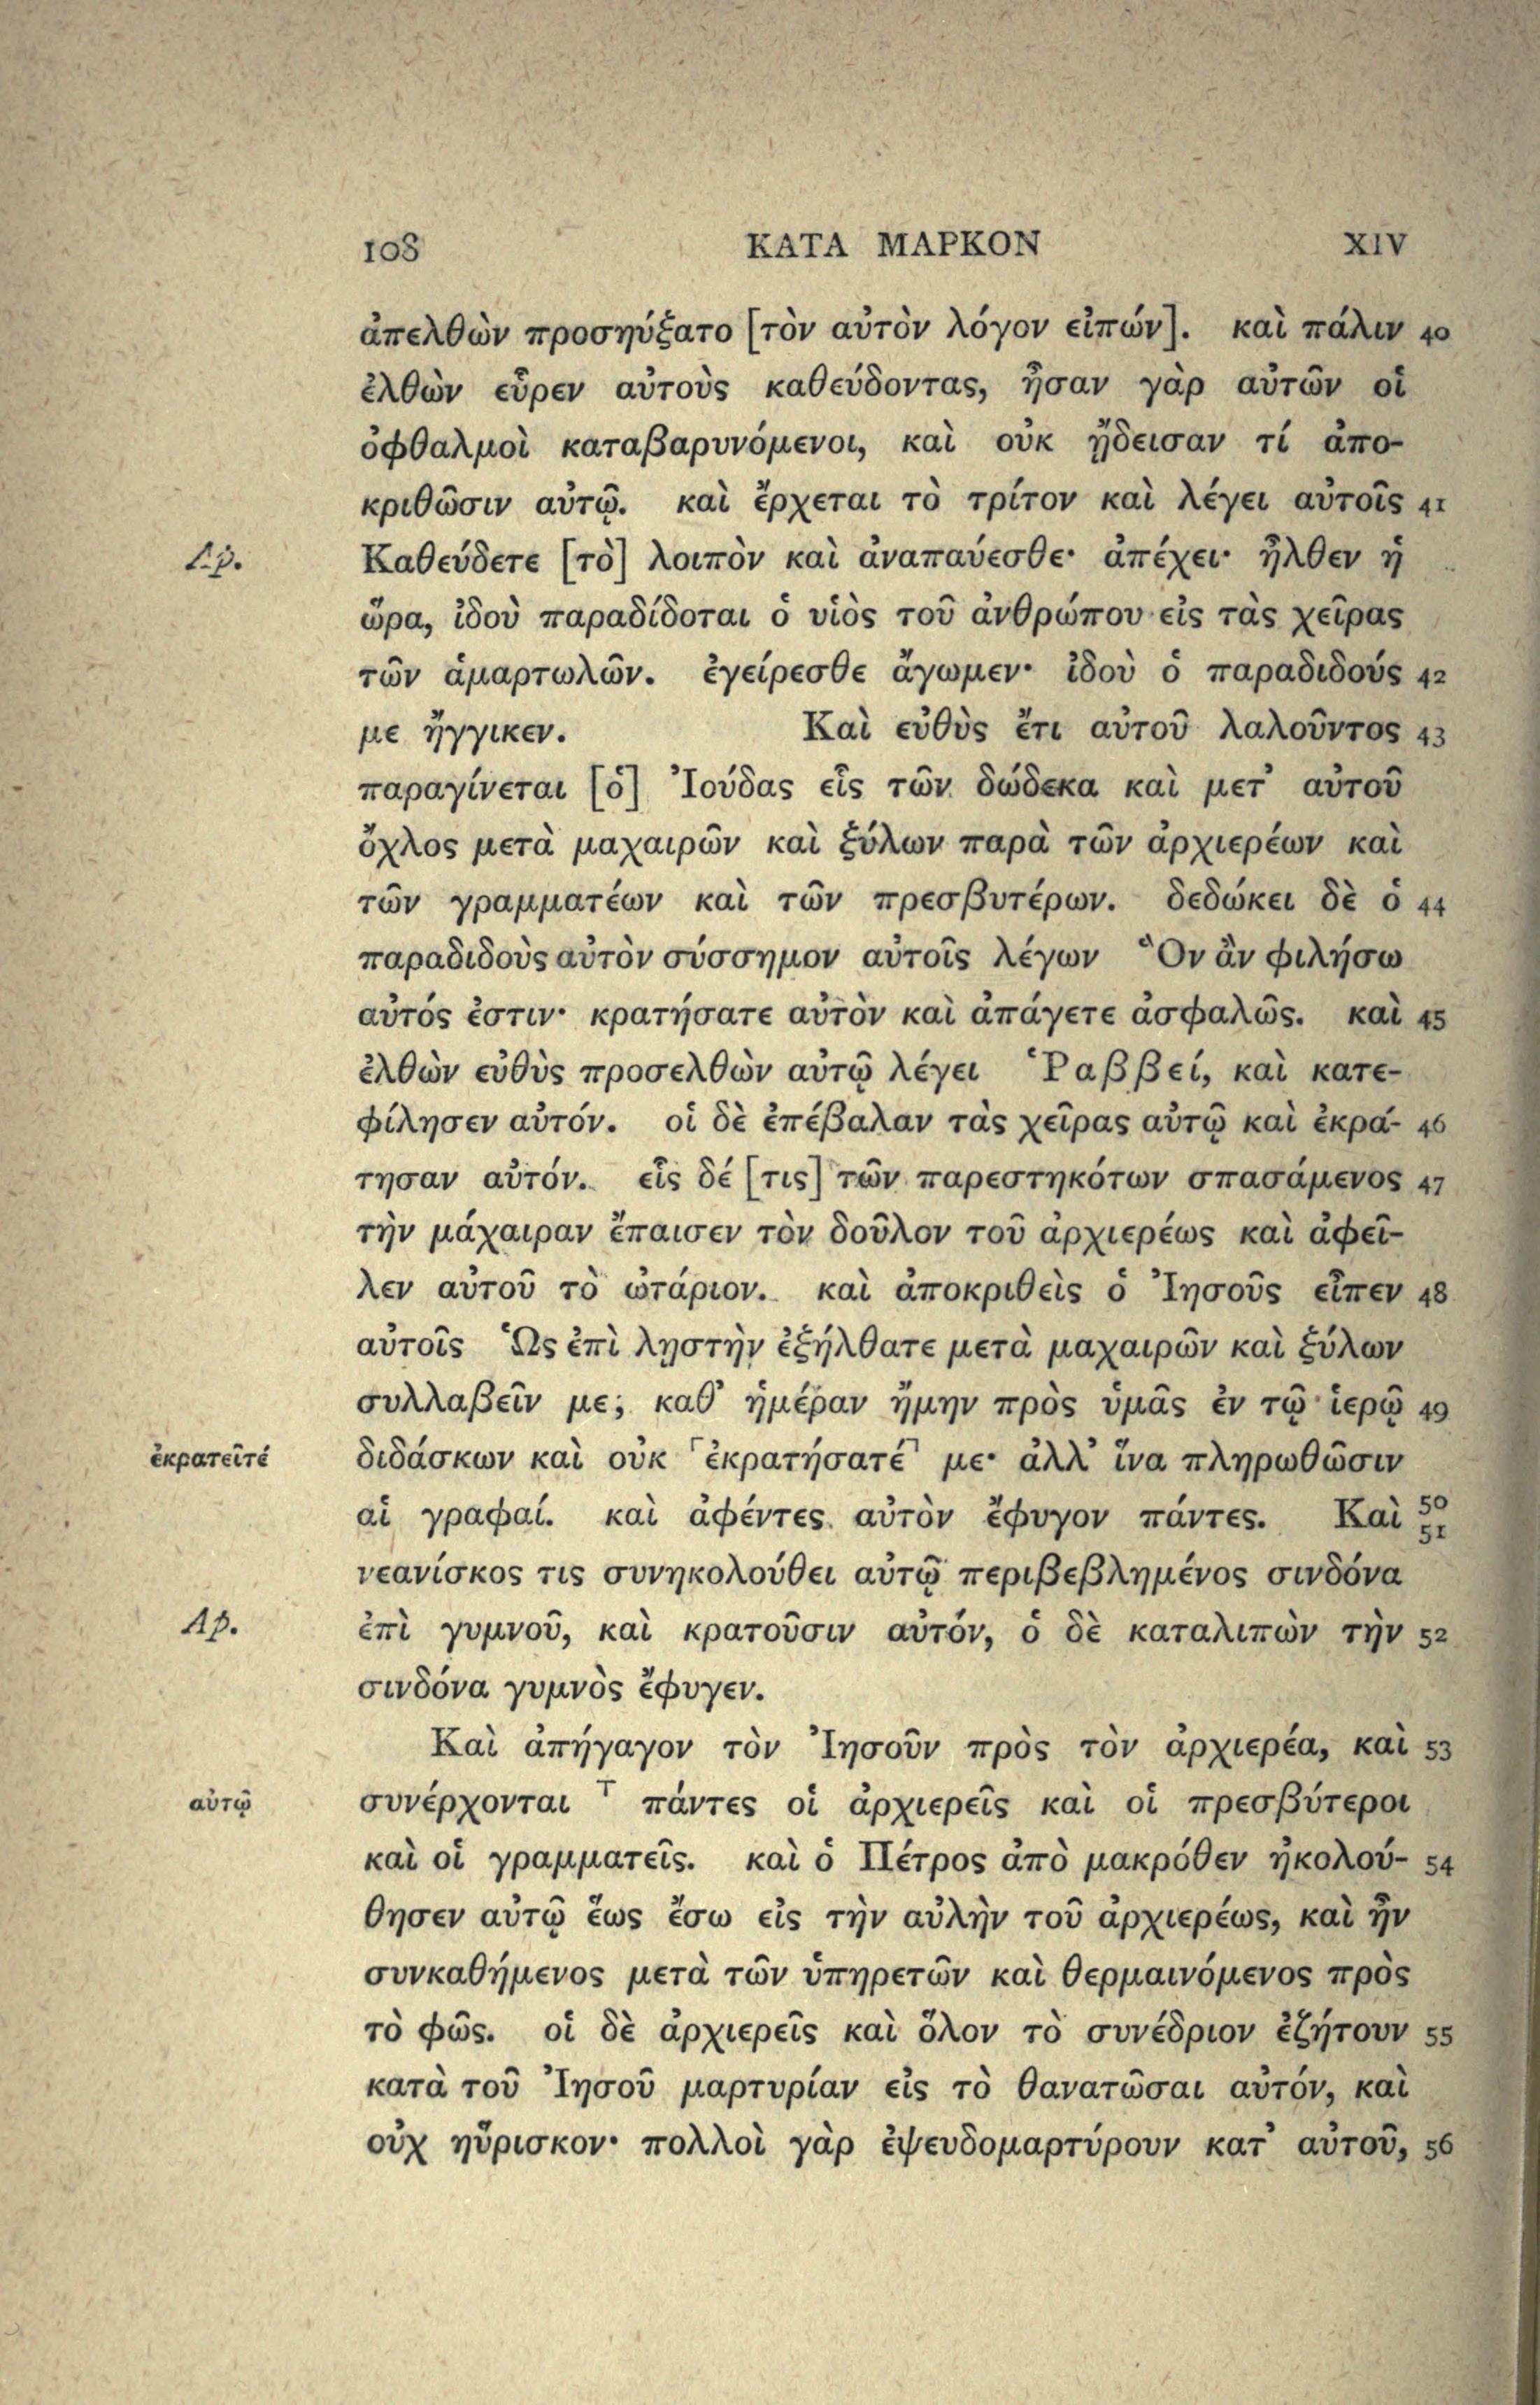 108 ΚΑΤΑ ΜΑΡΚΟΝ XIV
ἀπελθὼν προσηύξατο [τὸν αὐτὸν λόγον εἰπών]. καὶ πάλιν 40
ἐλθὼν εὗρεν αὐτοὺς καθεύδοντας, ἦσαν γὰρ αὐτῶν οἱ
ὀφθαλμοὶ καταβαρυνόμενοι, καὶ οὐκ ᾔδεισαν τί ἀπο-
κριθῶσιν αὐτῷ. καὶ ἔρχεται τὸ τρίτον καὶ λέγει αὐτοῖς 41
Ap. Καθεύδετε [τὸ] λοιπὸν καὶ ἀναπαύεσθε· ἀπέχει· ἦλθεν ἡ
ὥρα, ἰδοὺ παραδίδοται ὁ υἱὸς τοῦ ἀνθρώπου εἰς τὰς χεῖρας
τῶν ἁμαρτωλῶν. ἐγείρεσθε ἄγωμεν· ἰδοὺ ὁ παραδιδούς 42
με ἤγγικεν. Καὶ εὐθὺς ἔτι αὐτοῦ λαλοῦντος 43
παραγίνεται [ὁ] Ἰούδας εἷς τῶν δώδεκα καὶ μετ᾽ αὐτοῦ
ὄχλος μετὰ μαχαιρῶν καὶ ξύλων παρὰ τῶν ἀρχιερέων καὶ
τῶν γραμματέων καὶ τῶν πρεσβυτέρων. δεδώκει δὲ ὁ 44
παραδιδοὺς αὐτὸν σύσσημον αὐτοῖς λέγων Ὃν ἂν φιλήσω
αὐτός ἐστιν· κρατήσατε αὐτὸν καὶ ἀπάγετε ἀσφαλῶς. καὶ 45
ἐλθὼν εὐθὺς προσελθὼν αὐτῷ λέγει Ῥαββεί, καὶ κατε-
φίλησεν αὐτόν. οἱ δὲ ἐπέβαλαν τὰς χεῖρας αὐτῷ καὶ ἐκρά- 46
τησαν αὐτόν. εἷς δέ [τις] τῶν παρεστηκότων σπασάμενος 47
τὴν μάχαιραν ἔπαισεν τὸν δοῦλον τοῦ ἀρχιερέως καὶ ἀφεῖ-
λεν αὐτοῦ τὸ ὠτάριον. καὶ ἀποκριθεὶς ὁ Ἰησοῦς εἶπεν 48
αὐτοῖς Ὡς ἐπὶ λῃστὴν ἐξήλθατε μετὰ μαχαιρῶν καὶ ξύλων
συλλαβεῖν με; καθ᾽ ἡμέραν ἤμην πρὸς ὑμᾶς ἐν τῷ ἱερῷ 49
ἐκρατεῖτέ διδάσκων καὶ οὐκ ⸀ἐκρατήσατέ⸣ με· ἀλλ᾽ ἵνα πληρωθῶσιν
αἱ γραφαί. καὶ ἀφέντες αὐτὸν ἔφυγον πάντες. Καὶ 50 51
νεανίσκος τις συνηκολούθει αὐτῷ περιβεβλημένος σινδόνα
Ap. ἐπὶ γυμνοῦ, καὶ κρατοῦσιν αὐτόν, ὁ δὲ καταλιπὼν τὴν 52
σινδόνα γυμνὸς ἔφυγεν.
Καὶ ἀπήγαγον τὸν Ἰησοῦν πρὸς τὸν ἀρχιερέα, καὶ 53
αὐτῷ συνέρχονται ⸆ πάντες οἱ ἀρχιερεῖς καὶ οἱ πρεσβύτεροι
καὶ οἱ γραμματεῖς. καὶ ὁ Πέτρος ἀπὸ μακρόθεν ἠκολού- 54
θησεν αὐτῷ ἕως ἔσω εἰς τὴν αὐλὴν τοῦ ἀρχιερέως, καὶ ἦν
συνκαθήμενος μετὰ τῶν ὑπηρετῶν καὶ θερμαινόμενος πρὸς
τὸ φῶς. οἱ δὲ ἀρχιερεῖς καὶ ὅλον τὸ συνέδριον ἐζήτουν 55
κατὰ τοῦ Ἰησοῦ μαρτυρίαν εἰς τὸ θανατῶσαι αὐτόν, καὶ
οὐχ ηὕρισκον· πολλοὶ γὰρ ἐψευδομαρτύρουν κατ᾽ αὐτοῦ, 56